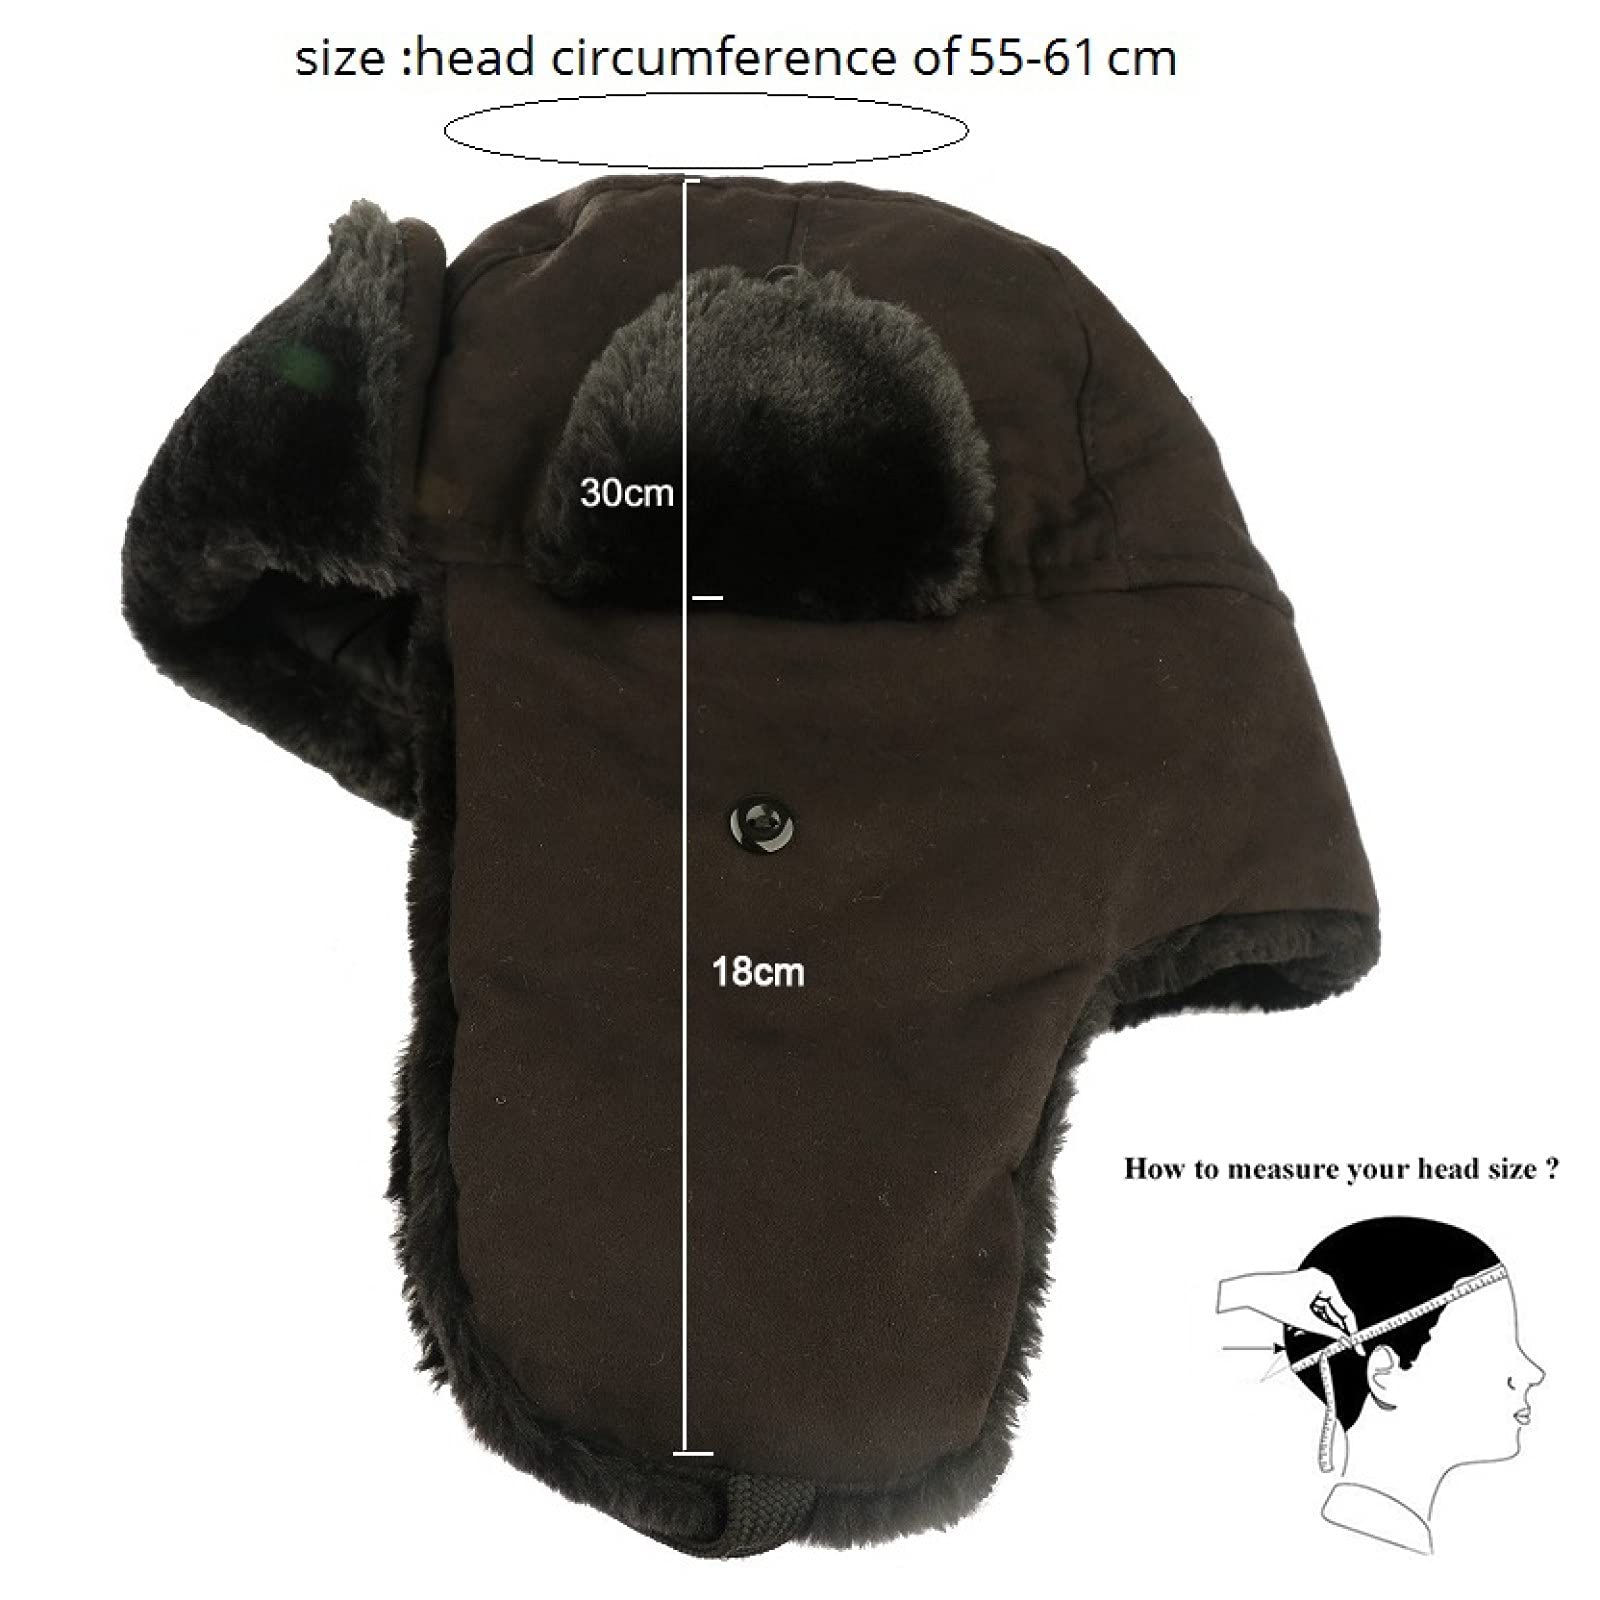 size :head circumference of 55-61 cm
30cm
18cm
How to measure your head size ?